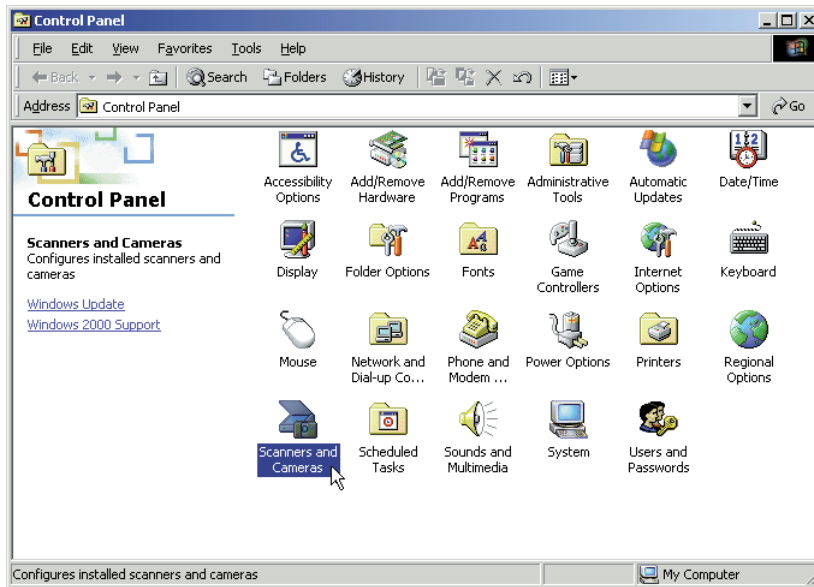 Control Panel
File Edit View Favorites Tools Help
Back Search Folders History
Address Control Panel Go
Control Panel
Scanners and Cameras
Configures installed scanners and
cameras
Windows Update
Windows 2000 Support
Accessibility
Options
Add/Remove
Hardware
Add/Remove
Programs
Administrative
Tools
Automatic
Updates
Date/Time
Display
Folder Options
Fonts
Game
Controllers
Internet
Options
Keyboard
Mouse
Network and
Dial-up Co...
Phone and
Modem ...
Power Options
Printers
Regional
Options
Scanners and
Cameras
Scheduled
Tasks
Sounds and
Multimedia
System
Users and
Passwords
Configures installed scanners and cameras
My Computer